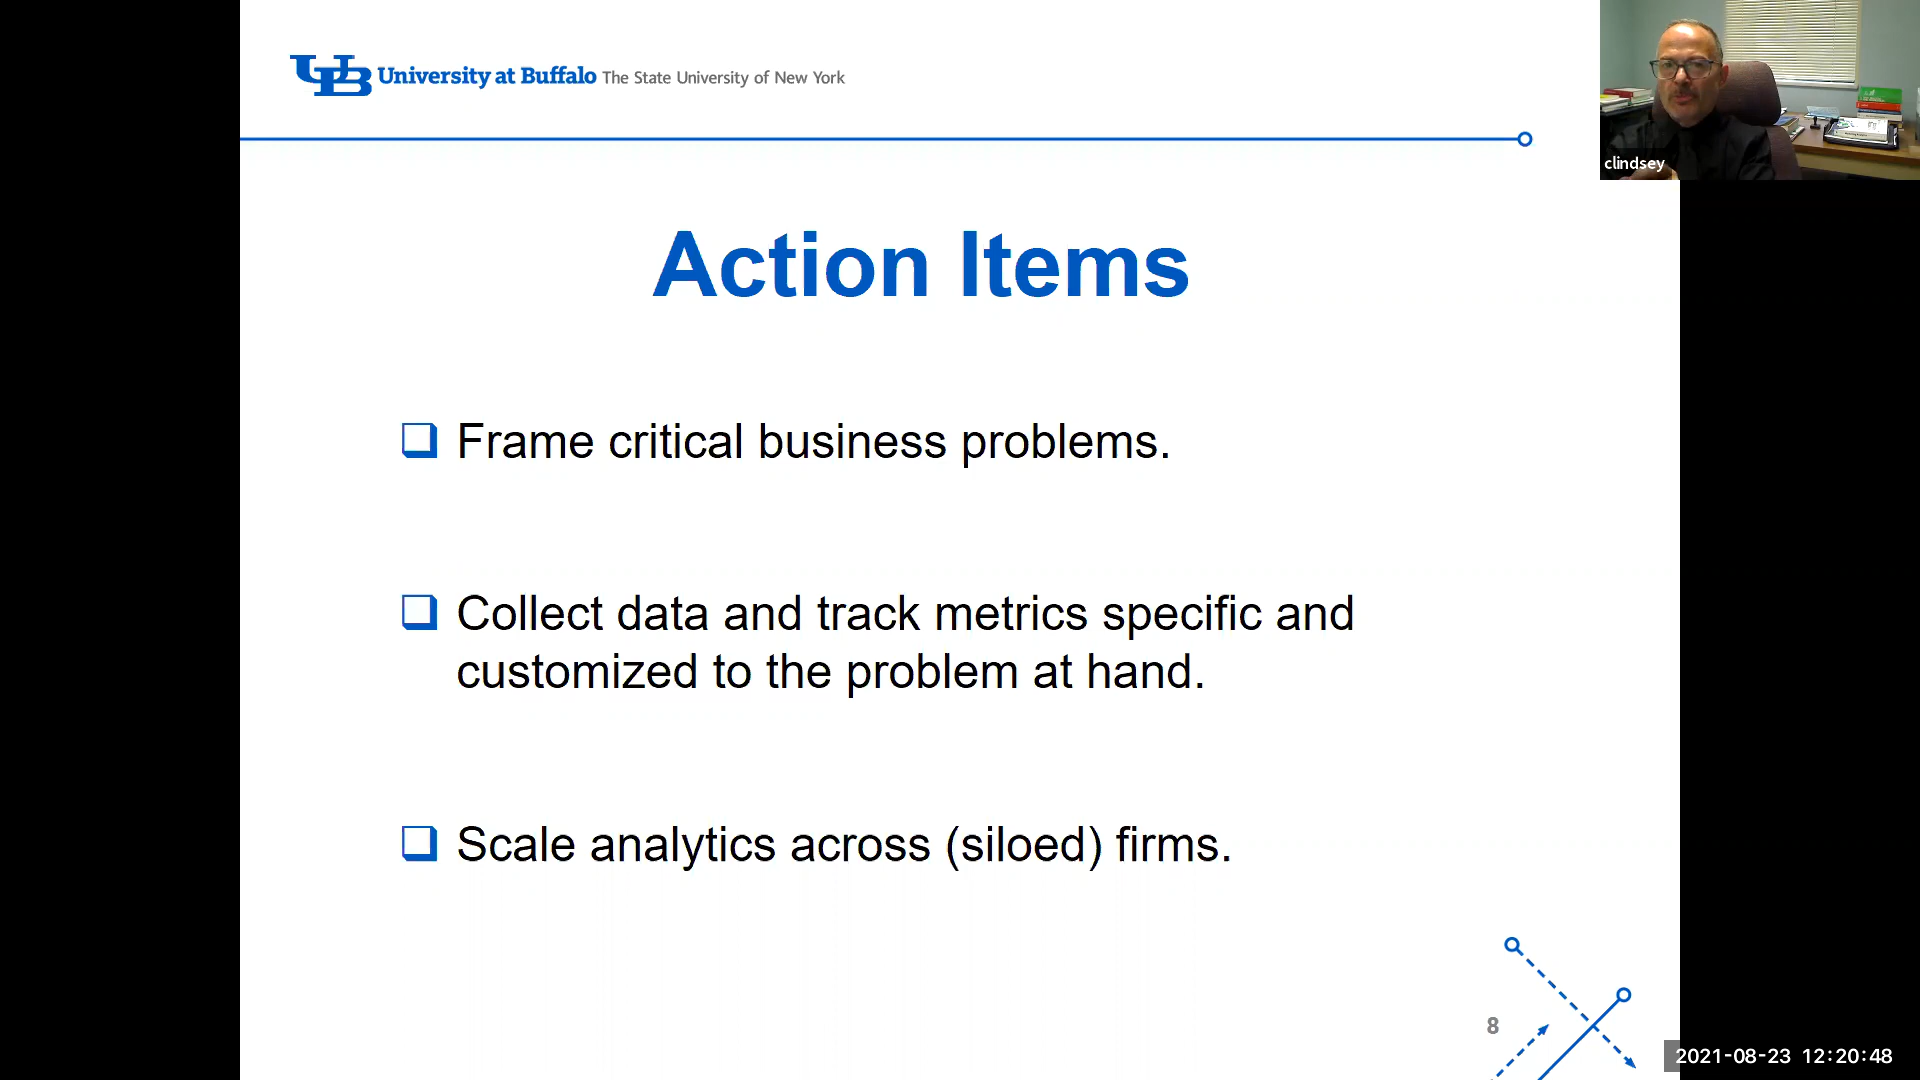 University at Buffalo The State University of New York
clindsey
Action Items
Frame critical business problems.
Collect data and track metrics specific and
customized to the problem at hand.
Scale analytics across (siloed) firms.
8
2021-08-23 12:20:48